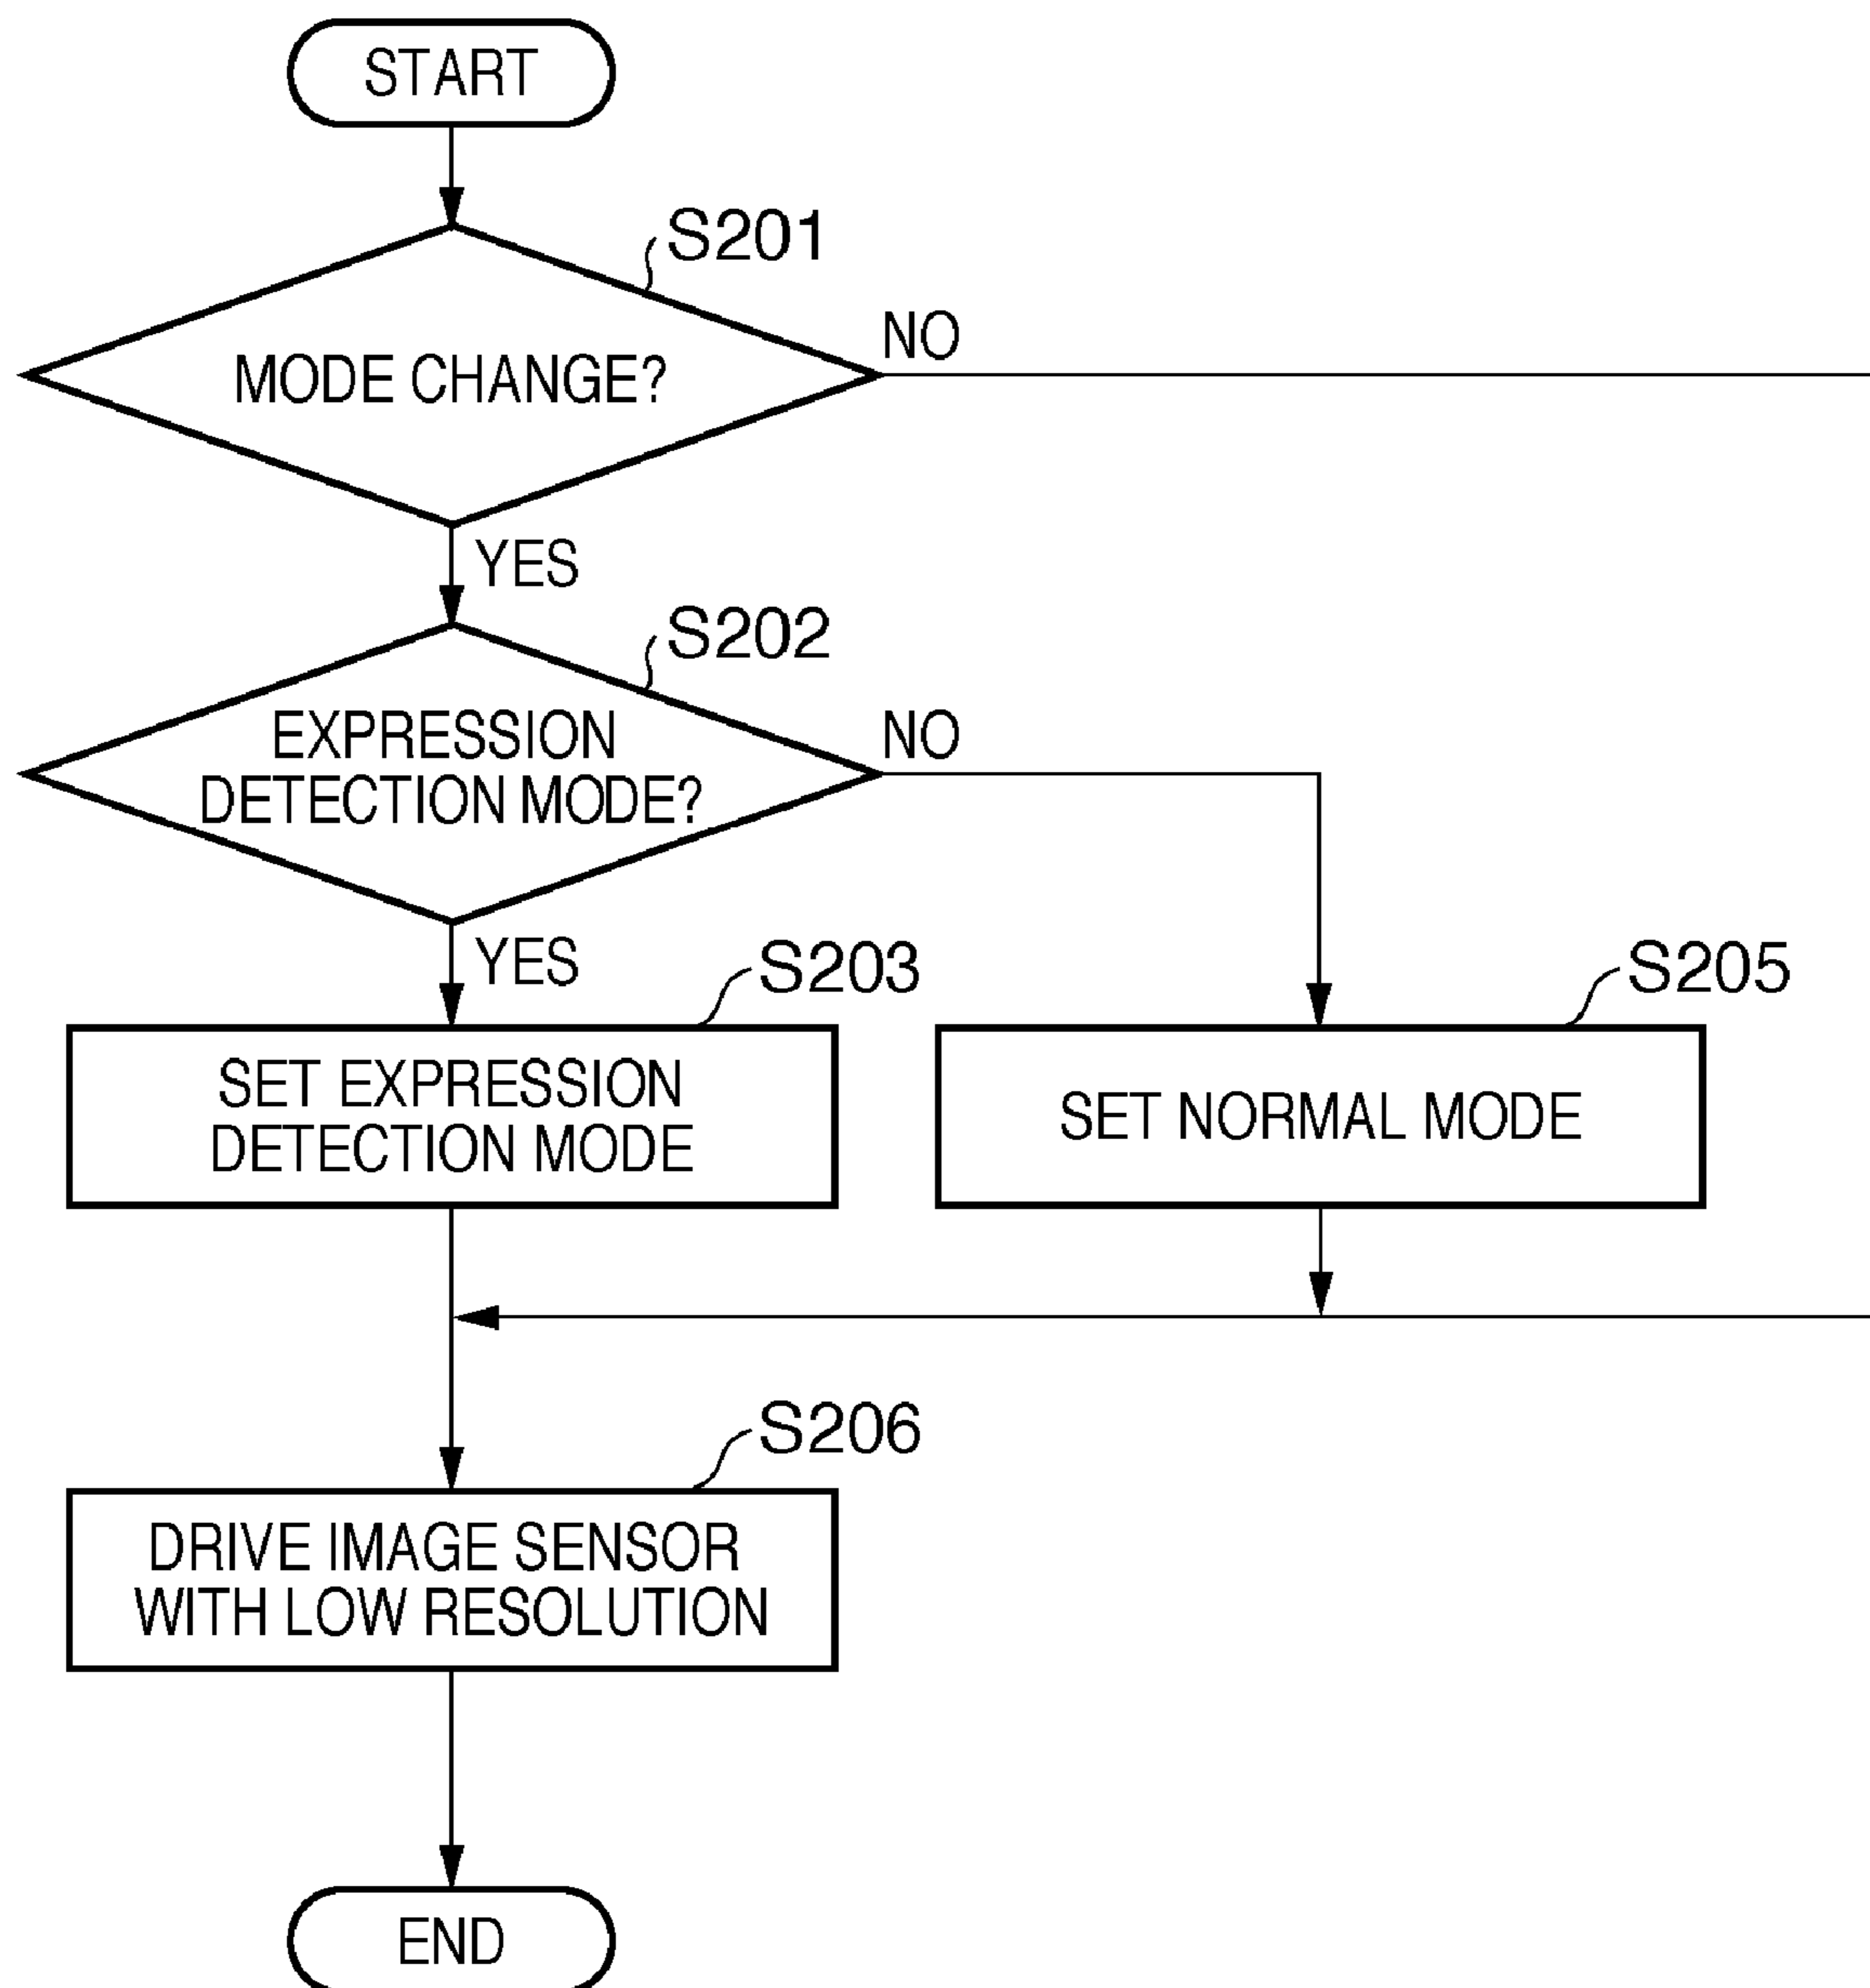 START
S201
MODE CHANGE?
NO
YES
S202
EXPRESSION
DETECTION MODE?
NO
YES
S203
SET EXPRESSION
DETECTION MODE
S205
SET NORMAL MODE
S206
DRIVE IMAGE SENSOR
WITH LOW RESOLUTION
END